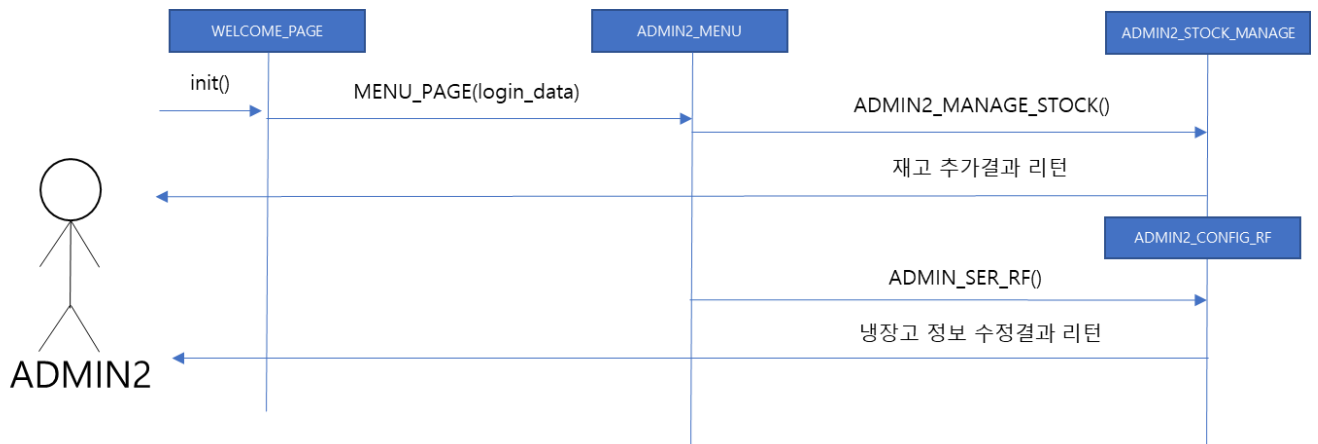 WELCOME_PAGE
ADMIN2_MENU
ADMIN2_STOCK_MANAGE
init()
MENU_PAGE(login_data)
ADMIN2_MANAGE_STOCK()
재고 추가결과 리턴
ADMIN2_CONFIG_RF
ADMIN_SER_RF()
냉장고 정보 수정결과 리턴
ADMIN2